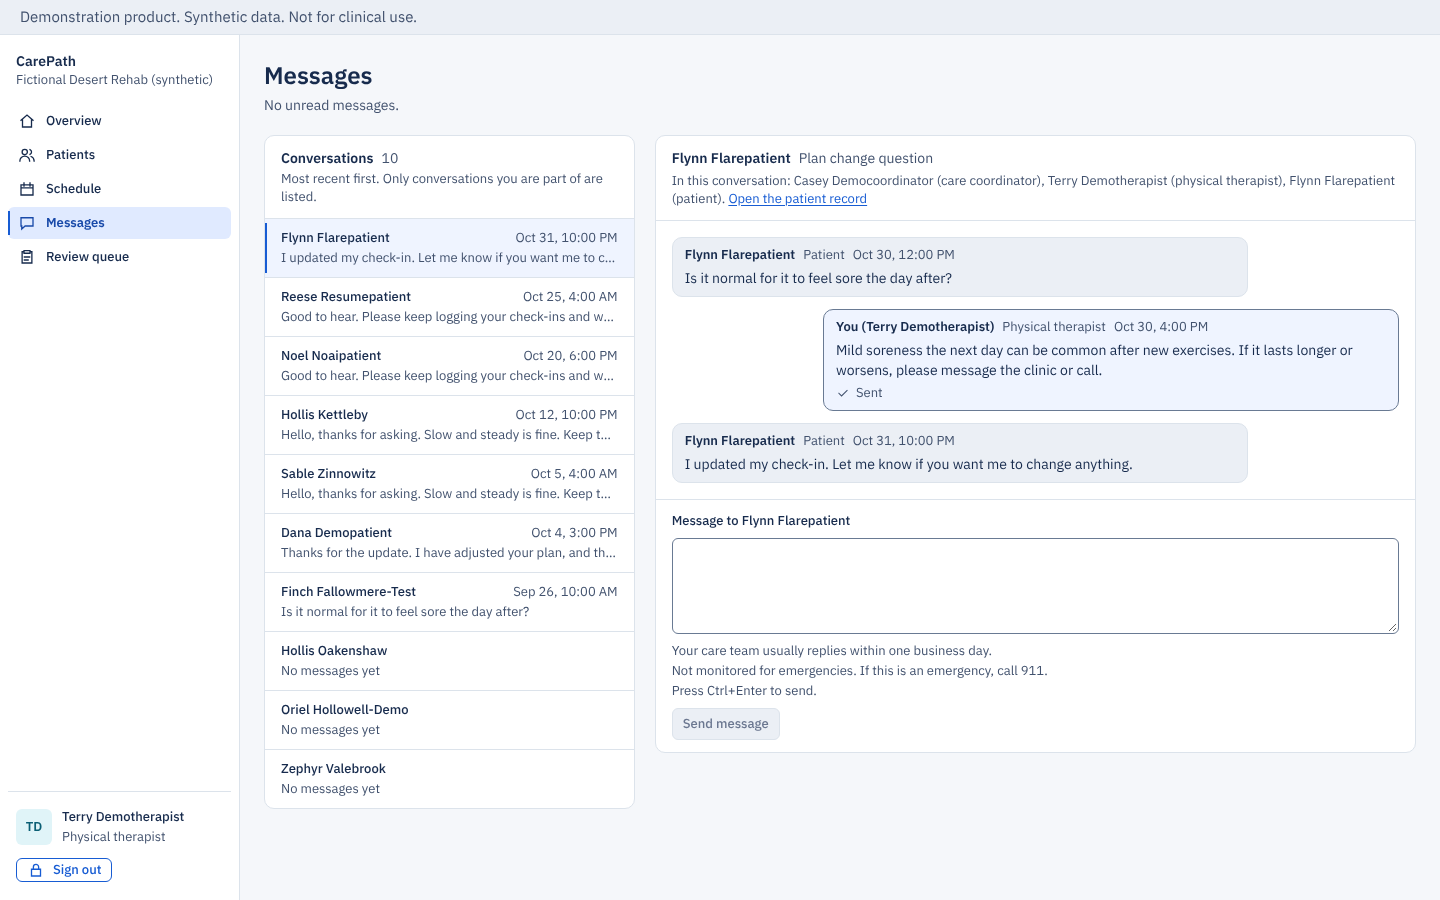 Demonstration product. Synthetic data. Not for clinical use.
CarePath
Fictional Desert Rehab (synthetic)
Overview
Patients
Schedule
Messages
Review queue
TD
Terry Demotherapist
Physical therapist
Sign out
Messages
No unread messages.
Conversations 10
Most recent first. Only conversations you are part of are
listed.
Flynn Flarepatient Oct 31, 10:00 PM
I updated my check-in. Let me know if you want me to c...
Reese Resumepatient Oct 25, 4:00 AM
Good to hear. Please keep logging your check-ins and w...
Noel Noaipatient Oct 20, 6:00 PM
Good to hear. Please keep logging your check-ins and w...
Hollis Kettleby Oct 12, 10:00 PM
Hello, thanks for asking. Slow and steady is fine. Keep t...
Sable Zinnowitz Oct 5, 4:00 AM
Hello, thanks for asking. Slow and steady is fine. Keep t...
Dana Demopatient Oct 4, 3:00 PM
Thanks for the update. I have adjusted your plan, and th...
Finch Fallowmere-Test Sep 26, 10:00 AM
Is it normal for it to feel sore the day after?
Hollis Oakenshaw
No messages yet
Oriel Hollowell-Demo
No messages yet
Zephyr Valebrook
No messages yet
Flynn Flarepatient Plan change question
In this conversation: Casey Democoordinator (care coordinator), Terry Demotherapist (physical therapist), Flynn Flarepatient
(patient). Open the patient record
Flynn Flarepatient Patient Oct 30, 12:00 PM
Is it normal for it to feel sore the day after?
You (Terry Demotherapist) Physical therapist Oct 30, 4:00 PM
Mild soreness the next day can be common after new exercises. If it lasts longer or
worsens, please message the clinic or call.
Sent
Flynn Flarepatient Patient Oct 31, 10:00 PM
I updated my check-in. Let me know if you want me to change anything.
Message to Flynn Flarepatient
Your care team usually replies within one business day.
Not monitored for emergencies. If this is an emergency, call 911.
Press Ctrl+Enter to send.
Send message